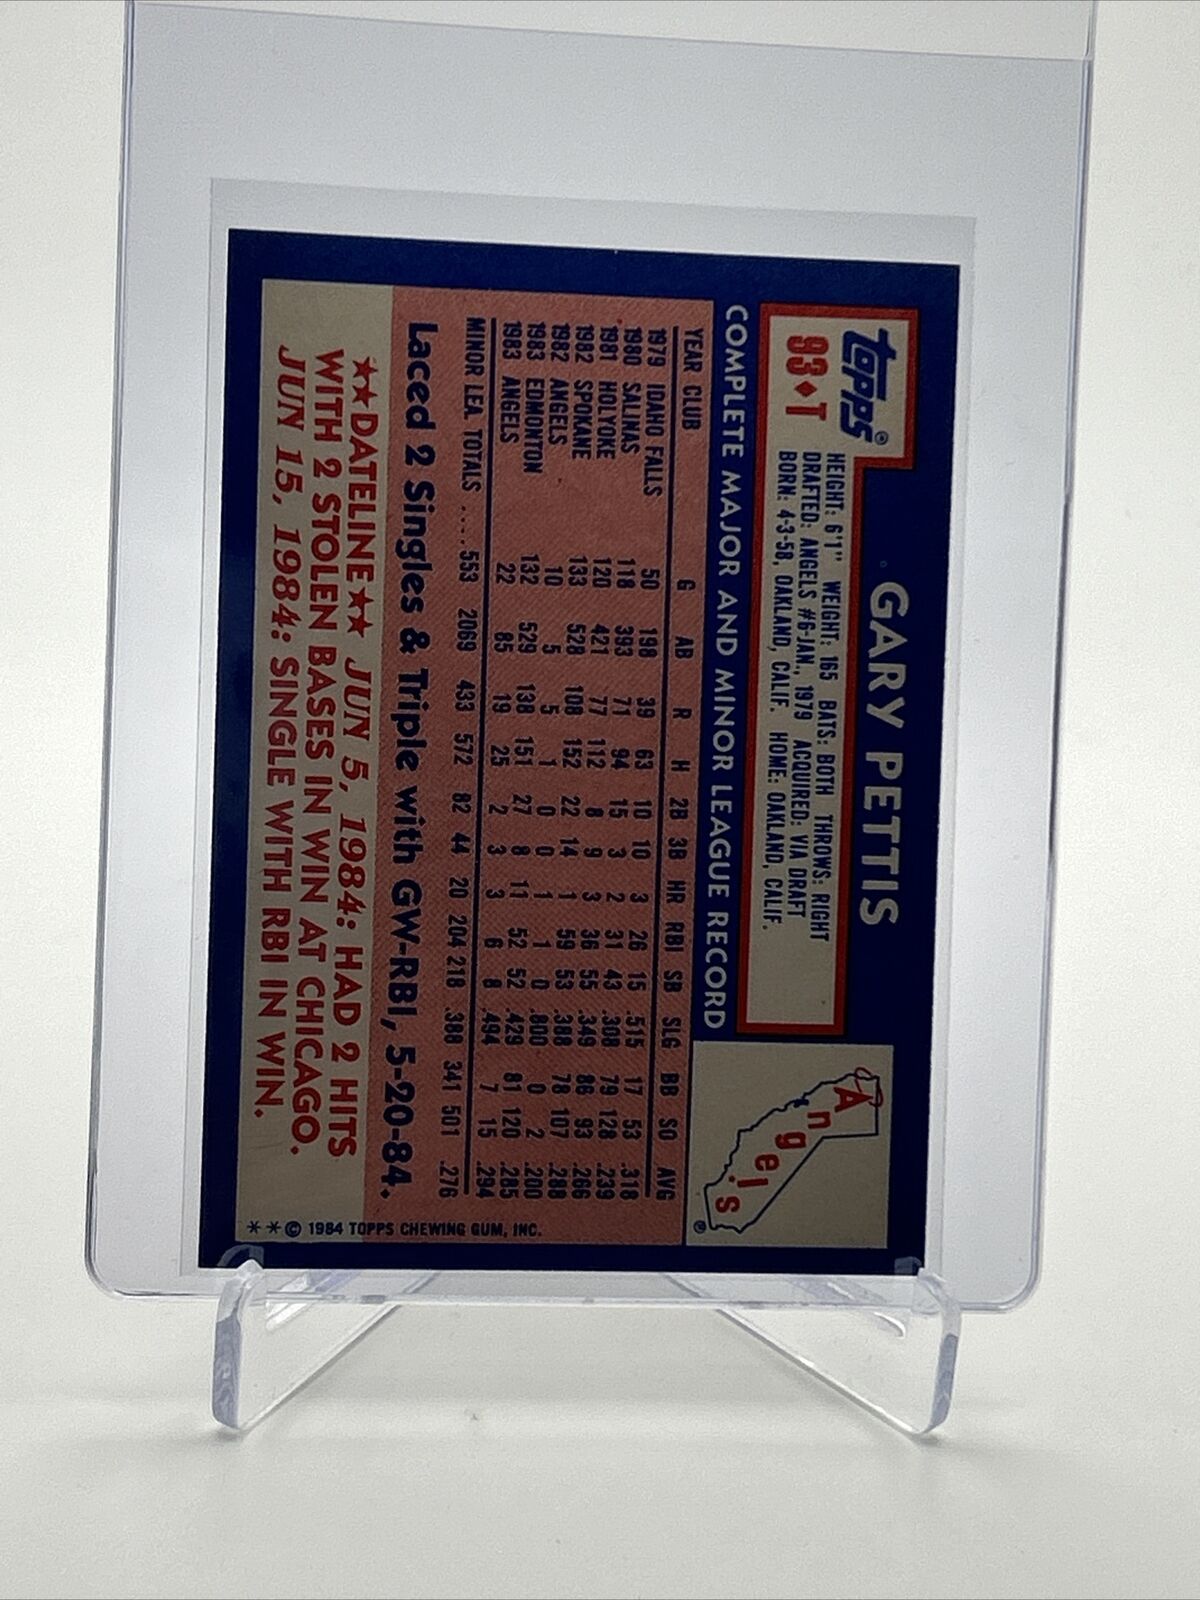 Topps®
93♦T
GARY PETTIS
HEIGHT: 6'1" WEIGHT: 165 BATS: BOTH THROWS: RIGHT
DRAFTED: ANGELS #6-JAN., 1979 ACQUIRED: VIA DRAFT
BORN: 4-3-58, OAKLAND, CALIF. HOME: OAKLAND, CALIF.
Angels
®
COMPLETE MAJOR AND MINOR LEAGUE RECORD
YEAR CLUB G AB R H 2B 3B HR RBI SB SLG BB SO AVG
1979 IDAHO FALLS 50 198 39 63 10 10 3 26 15 .515 17 53 .318
1980 SALINAS 118 393 71 94 15 3 2 31 43 .308 79 128 .239
1981 HOLYOKE 120 421 77 112 8 9 3 36 55 .349 86 93 .266
1982 SPOKANE 133 528 108 152 22 14 1 59 53 .388 78 107 .288
1982 ANGELS 10 5 5 1 0 0 1 1 0 .800 0 2 .200
1983 EDMONTON 132 529 138 151 27 8 11 52 52 .429 81 120 .285
1983 ANGELS 22 85 19 25 2 3 3 6 8 .494 7 15 .294
MINOR LEA. TOTALS .... 553 2069 433 572 82 44 20 204 218 .388 341 501 .276
Laced 2 Singles & Triple with GW-RBI, 5-20-84.
★★DATELINE★★ JUN 5, 1984: HAD 2 HITS
WITH 2 STOLEN BASES IN WIN AT CHICAGO.
JUN 15, 1984: SINGLE WITH RBI IN WIN.
**© 1984 TOPPS CHEWING GUM, INC.